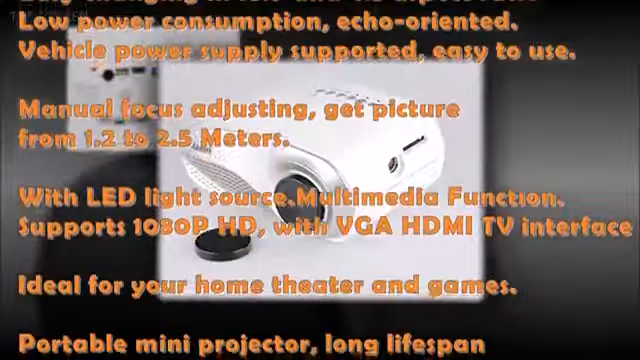 Low power consumption, echo-oriented.
Vehicle power supply supported, easy to use.
Manual focus adjusting, get picture
from 1.2 to 2.5 Meters.
With LED light source.Multimedia Function.
Supports 1080P HD, with VGA HDMI TV interface
Ideal for your home theater and games.
Portable mini projector, long lifespan